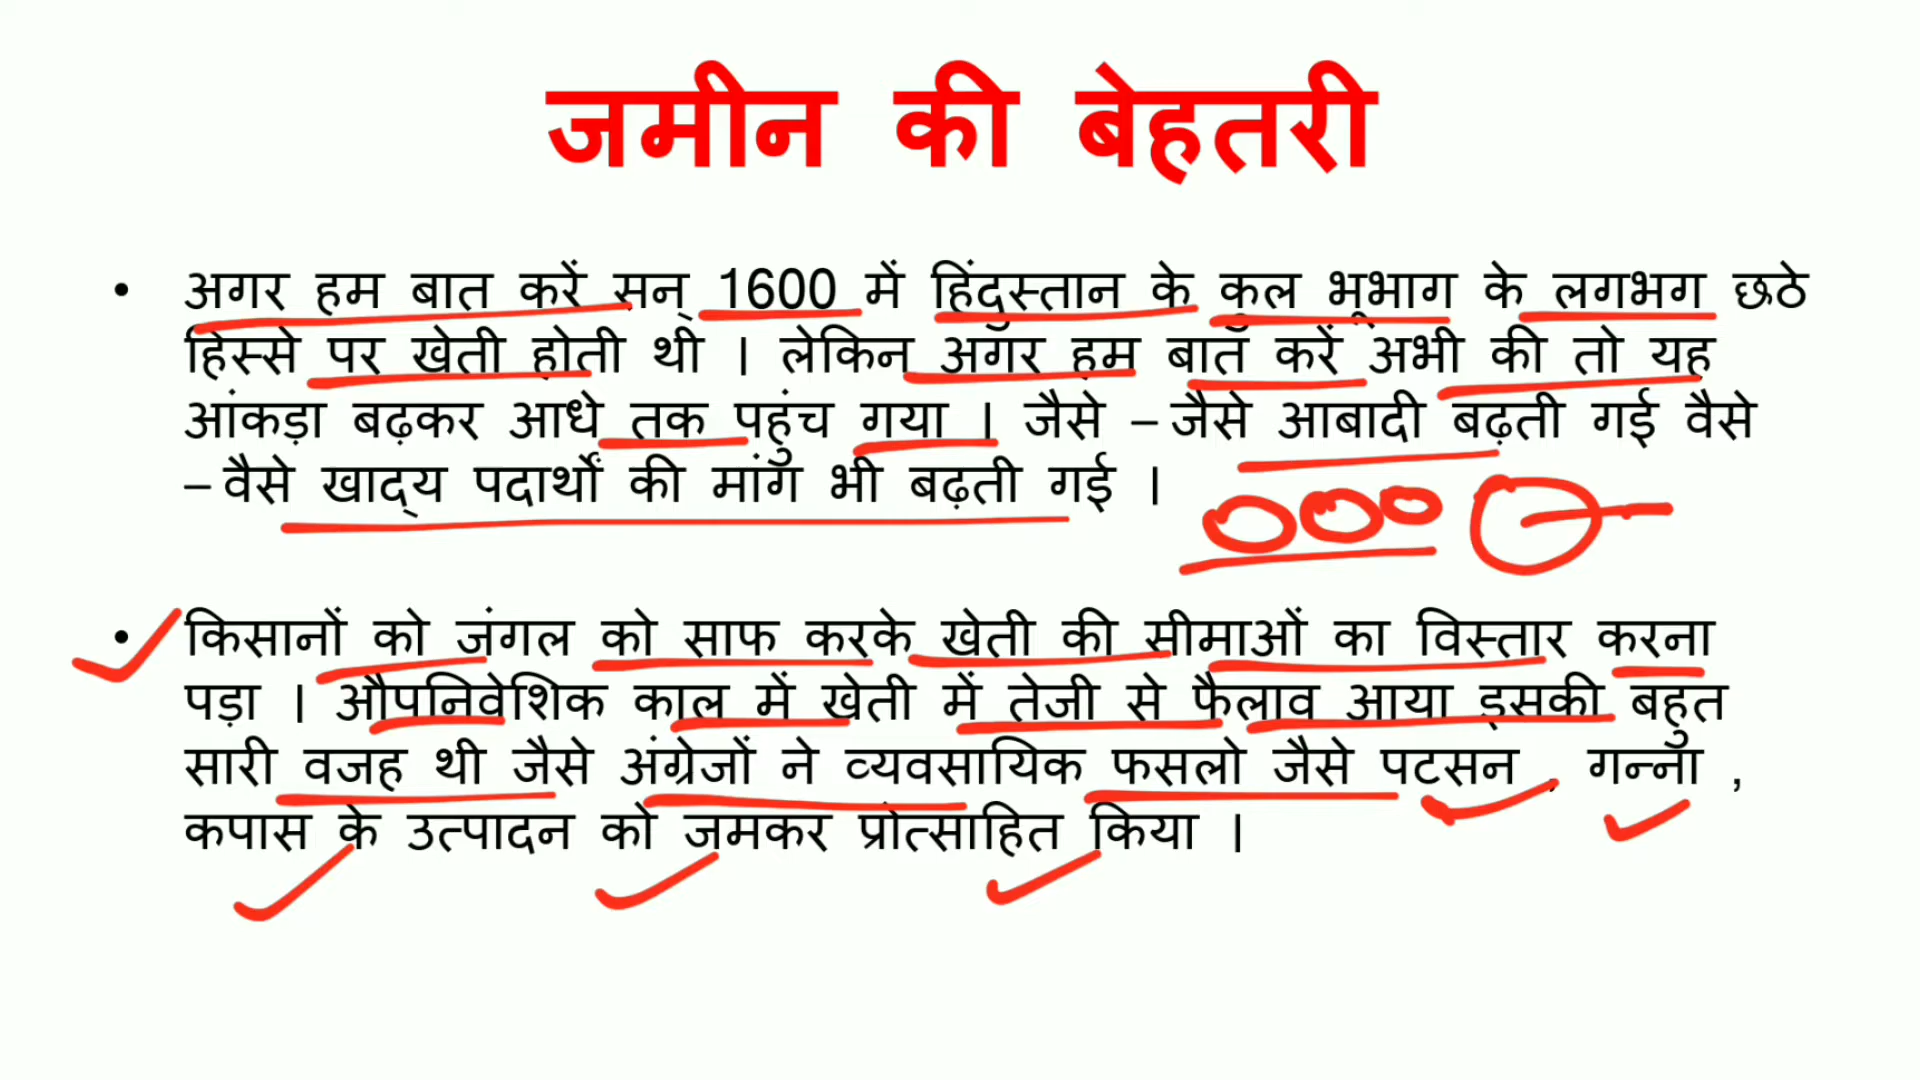 जमीन की बेहतरी
• अगर हम बात करें सन् 1600 में हिंदुस्तान के कुल भूभाग के लगभग छठे
हिस्से पर खेती होती थी । लेकिन अगर हम बात करें अभी की तो यह
आंकड़ा बढ़कर आधे तक पहुंच गया । जैसे – जैसे आबादी बढ़ती गई वैसे
– वैसे खाद्य पदार्थों की मांग भी बढ़ती गई ।
• किसानों को जंगल को साफ करके खेती की सीमाओं का विस्तार करना
पड़ा । औपनिवेशिक काल में खेती में तेजी से फैलाव आया इसकी बहुत
सारी वजह थी जैसे अंग्रेजों ने व्यवसायिक फसलो जैसे पटसन , गन्ना ,
कपास के उत्पादन को जमकर प्रोत्साहित किया ।